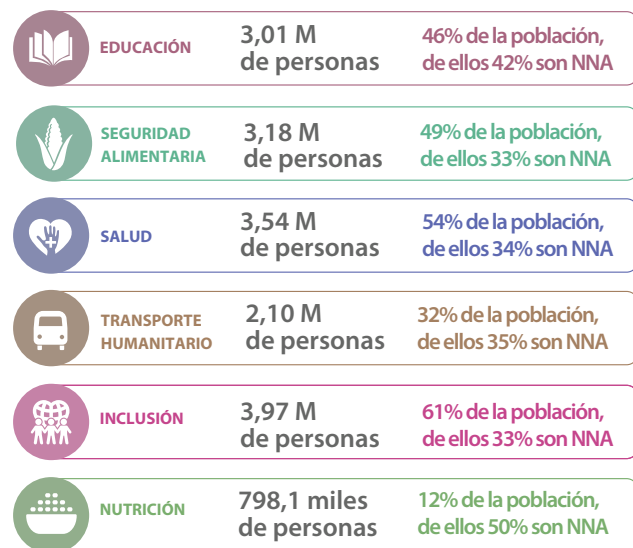 EDUCACIÓN
3,01 M
de personas
46% de la población,
de ellos 42% son NNA
SEGURIDAD
ALIMENTARIA
3,18 M
de personas
49% de la población,
de ellos 33% son NNA
SALUD
3,54 M
de personas
54% de la población,
de ellos 34% son NNA
TRANSPORTE
HUMANITARIO
2,10 M
de personas
32% de la población,
de ellos 35% son NNA
INCLUSIÓN
3,97 M
de personas
61% de la población,
de ellos 33% son NNA
NUTRICIÓN
798,1 miles
de personas
12% de la población,
de ellos 50% son NNA